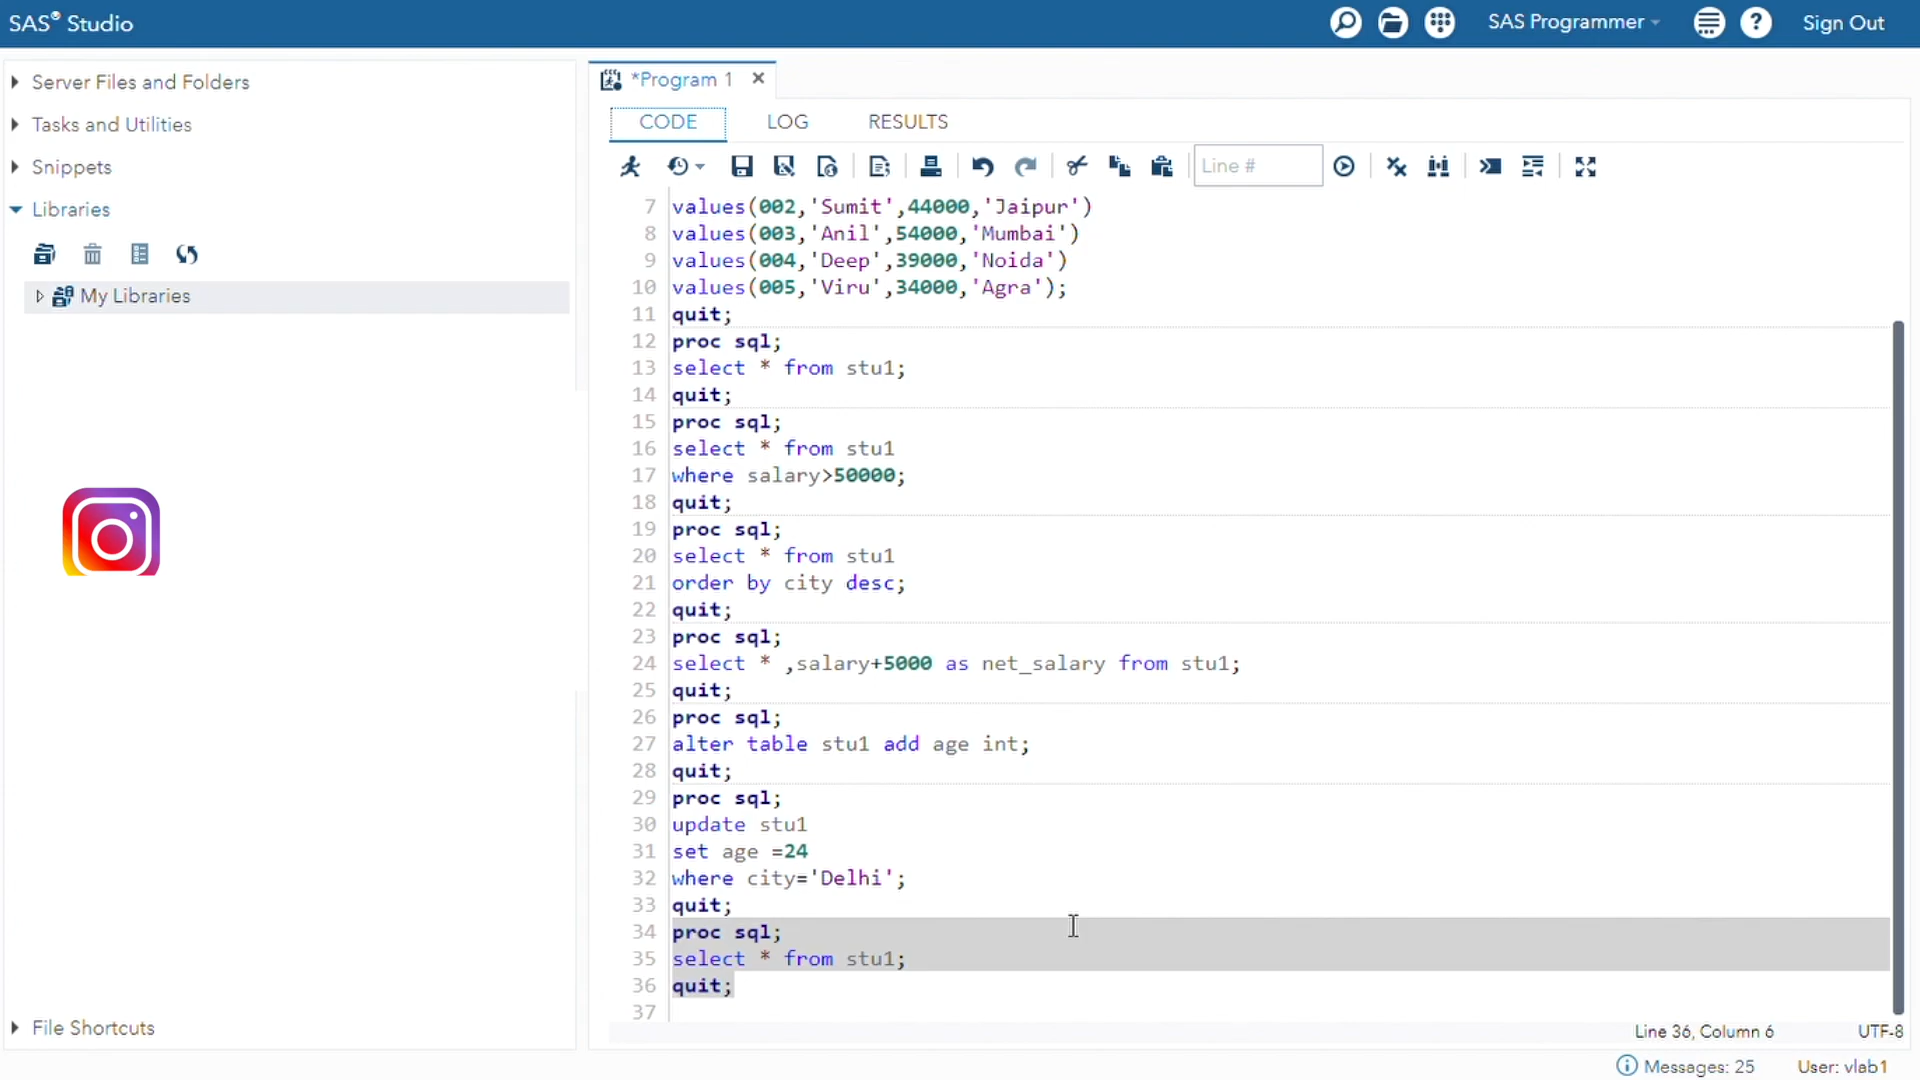 SAS® Studio
SAS Programmer
Sign Out
Server Files and Folders
Tasks and Utilities
Snippets
Libraries
My Libraries
File Shortcuts
*Program 1
CODE LOG RESULTS
Line #
7 values(002,'Sumit',44000,'Jaipur')
8 values(003,'Anil',54000,'Mumbai')
9 values(004,'Deep',39000,'Noida')
10 values(005,'Viru',34000,'Agra');
11 quit;
12 proc sql;
13 select * from stu1;
14 quit;
15 proc sql;
16 select * from stu1
17 where salary>50000;
18 quit;
19 proc sql;
20 select * from stu1
21 order by city desc;
22 quit;
23 proc sql;
24 select * ,salary+5000 as net_salary from stu1;
25 quit;
26 proc sql;
27 alter table stu1 add age int;
28 quit;
29 proc sql;
30 update stu1
31 set age =24
32 where city='Delhi';
33 quit;
34 proc sql;
35 select * from stu1;
36 quit;
37
Line 36, Column 6
UTF-8
Messages: 25
User: vlab1